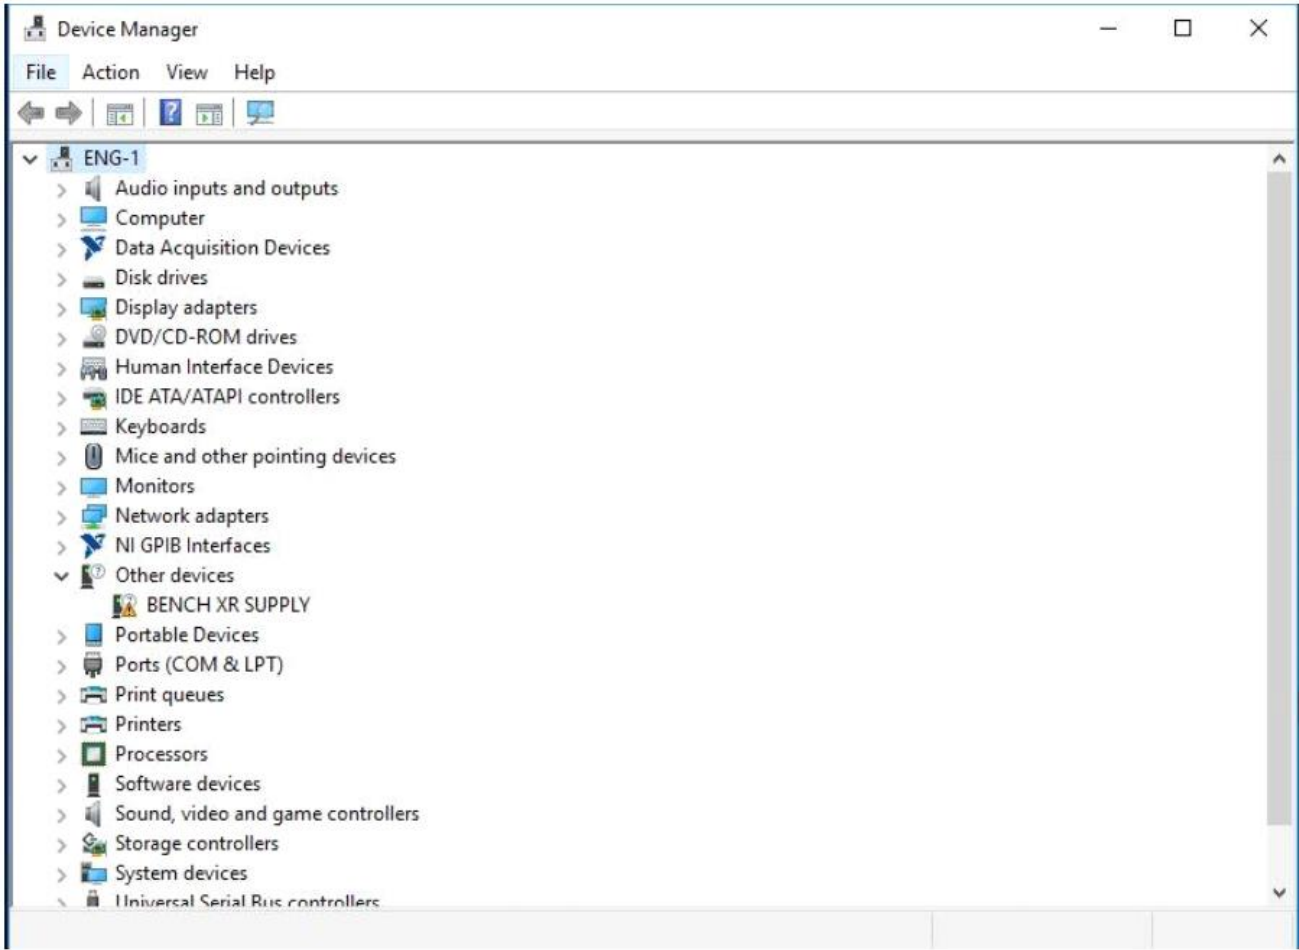 Device Manager
File Action View Help
ENG-1
Audio inputs and outputs
Computer
Data Acquisition Devices
Disk drives
Display adapters
DVD/CD-ROM drives
Human Interface Devices
IDE ATA/ATAPI controllers
Keyboards
Mice and other pointing devices
Monitors
Network adapters
NI GPIB Interfaces
Other devices
BENCH XR SUPPLY
Portable Devices
Ports (COM & LPT)
Print queues
Printers
Processors
Software devices
Sound, video and game controllers
Storage controllers
System devices
Universal Serial Bus controllers